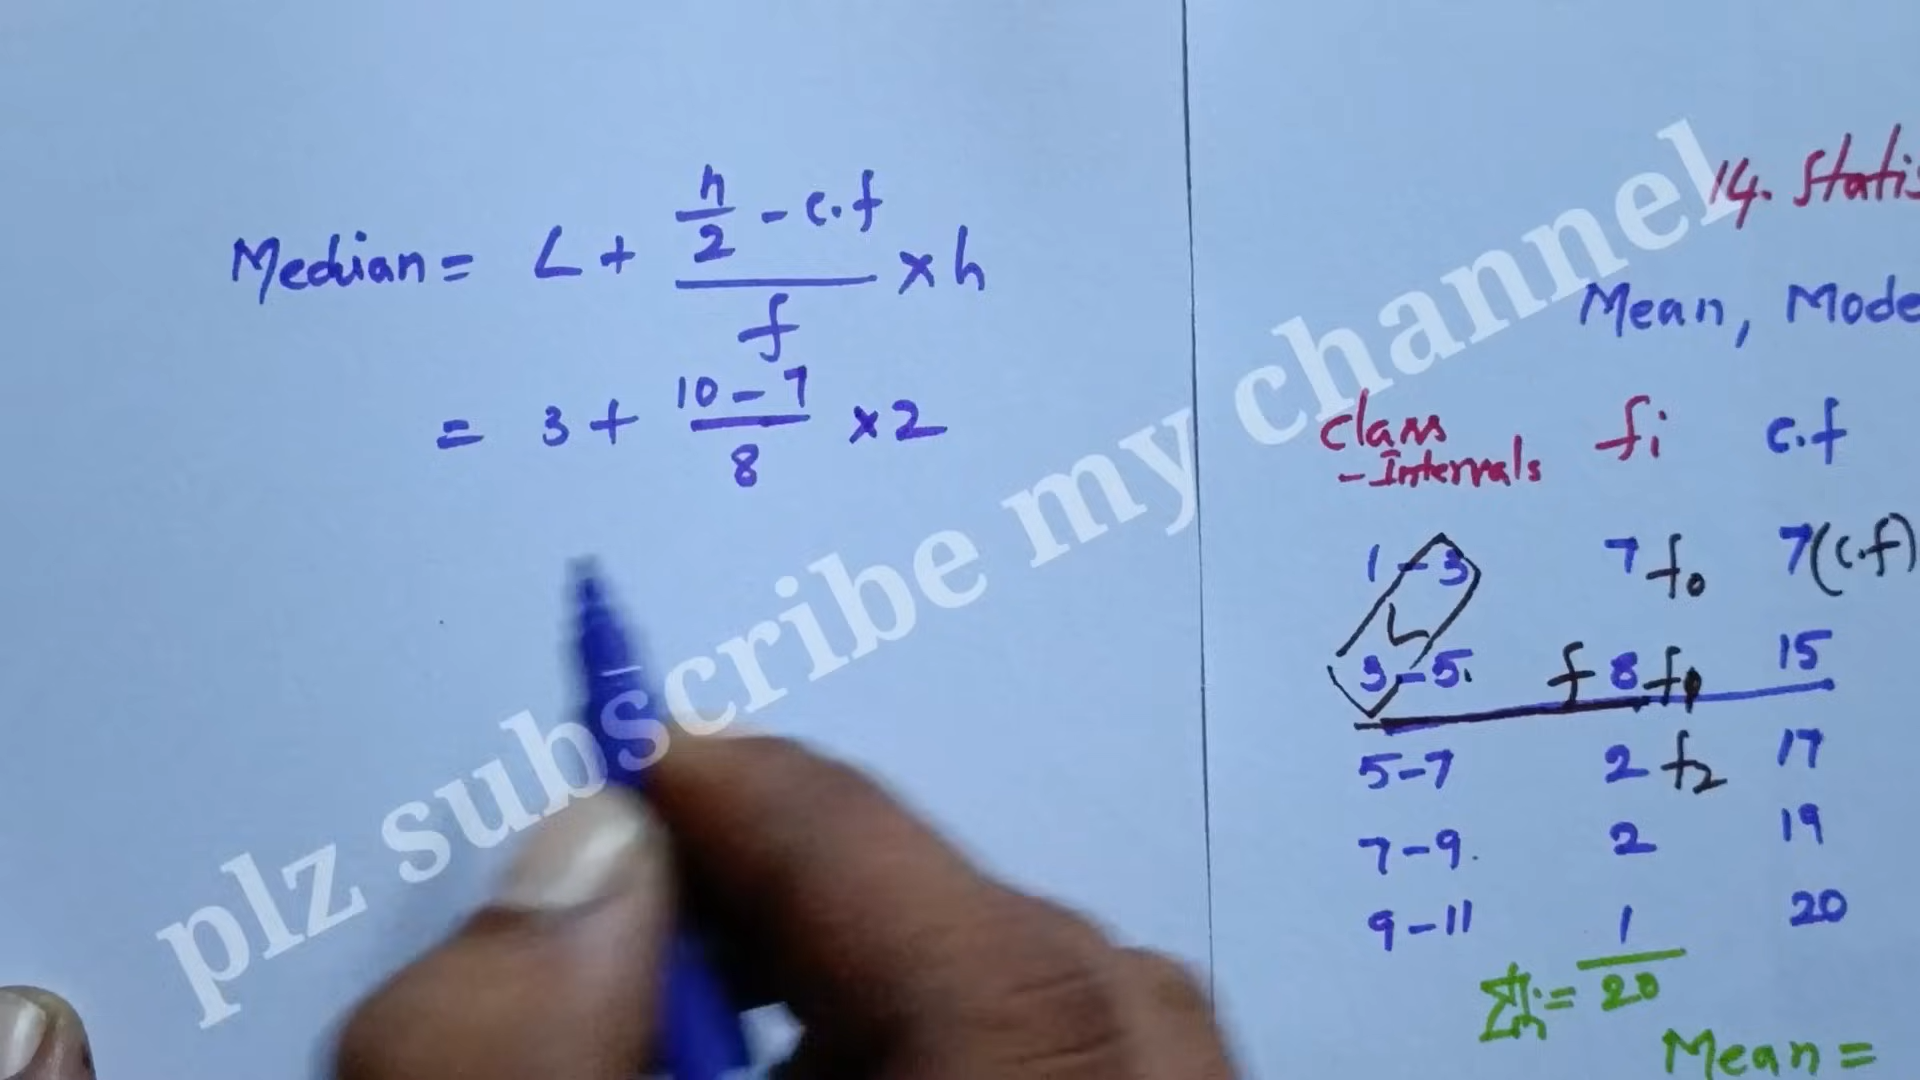 Median = L + n/2 - c.f / f × h
= 3 + 10 - 7 / 8 × 2
14. Statis
Mean, Mode
Class - Intervals fi c.f
1 - 3 7 f0 7 (c.f)
L
3 - 5 f 8 f1 15
5 - 7 2 f2 17
7 - 9 2 19
9 - 11 1 20
= 20
Mean =
plz subscribe my channel